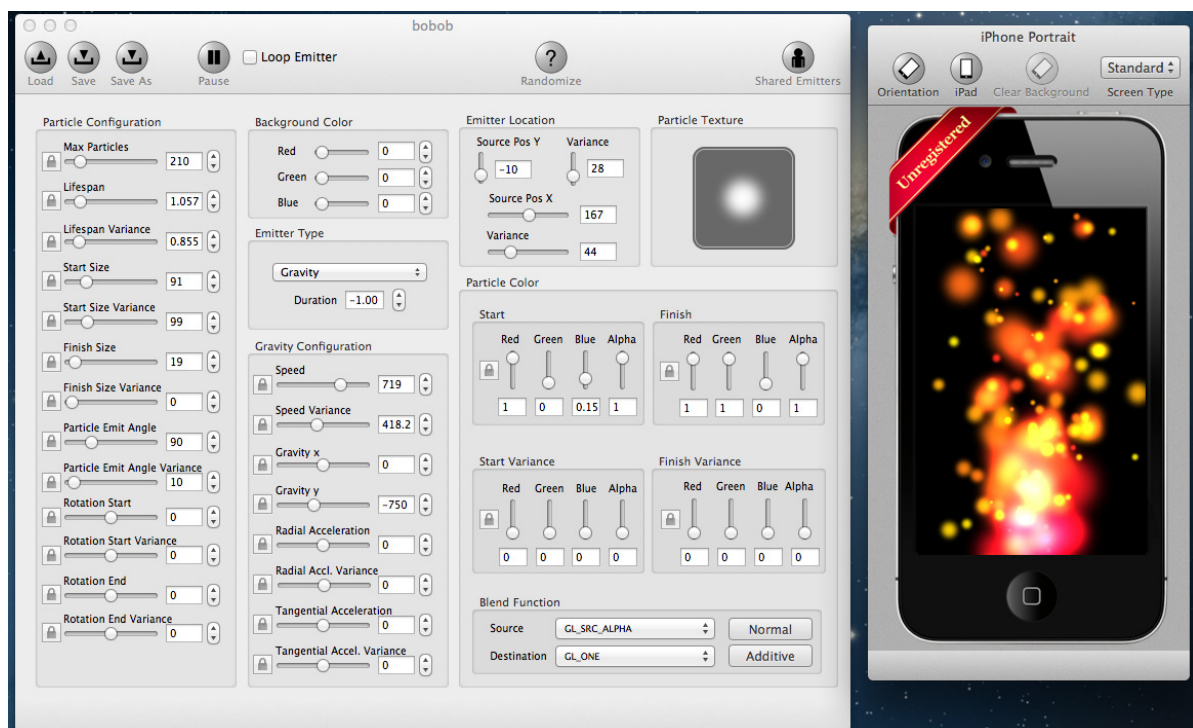 bobob
Load
Save
Save As
Pause
Loop Emitter
?
Randomize
Shared Emitters
Particle Configuration
Max Particles
210
Lifespan
1.057
Lifespan Variance
0.855
Start Size
91
Start Size Variance
99
Finish Size
19
Finish Size Variance
0
Particle Emit Angle
90
Particle Emit Angle Variance
10
Rotation Start
0
Rotation Start Variance
0
Rotation End
0
Rotation End Variance
0
Background Color
Red 0
Green 0
Blue 0
Emitter Type
Gravity
Duration -1.00
Gravity Configuration
Speed
719
Speed Variance
418.2
Gravity x
0
Gravity y
-750
Radial Acceleration
0
Radial Accl. Variance
0
Tangential Acceleration
0
Tangential Accel. Variance
0
Emitter Location
Source Pos Y Variance
-10 28
Source Pos X
167
Variance
44
Particle Texture
Particle Color
Start
Red Green Blue Alpha
1 0 0.15 1
Finish
Red Green Blue Alpha
1 1 0 1
Start Variance
Red Green Blue Alpha
0 0 0 0
Finish Variance
Red Green Blue Alpha
0 0 0 0
Blend Function
Source GL_SRC_ALPHA Normal
Destination GL_ONE Additive
iPhone Portrait
Orientation
iPad
Clear Background
Standard
Screen Type
Unregistered